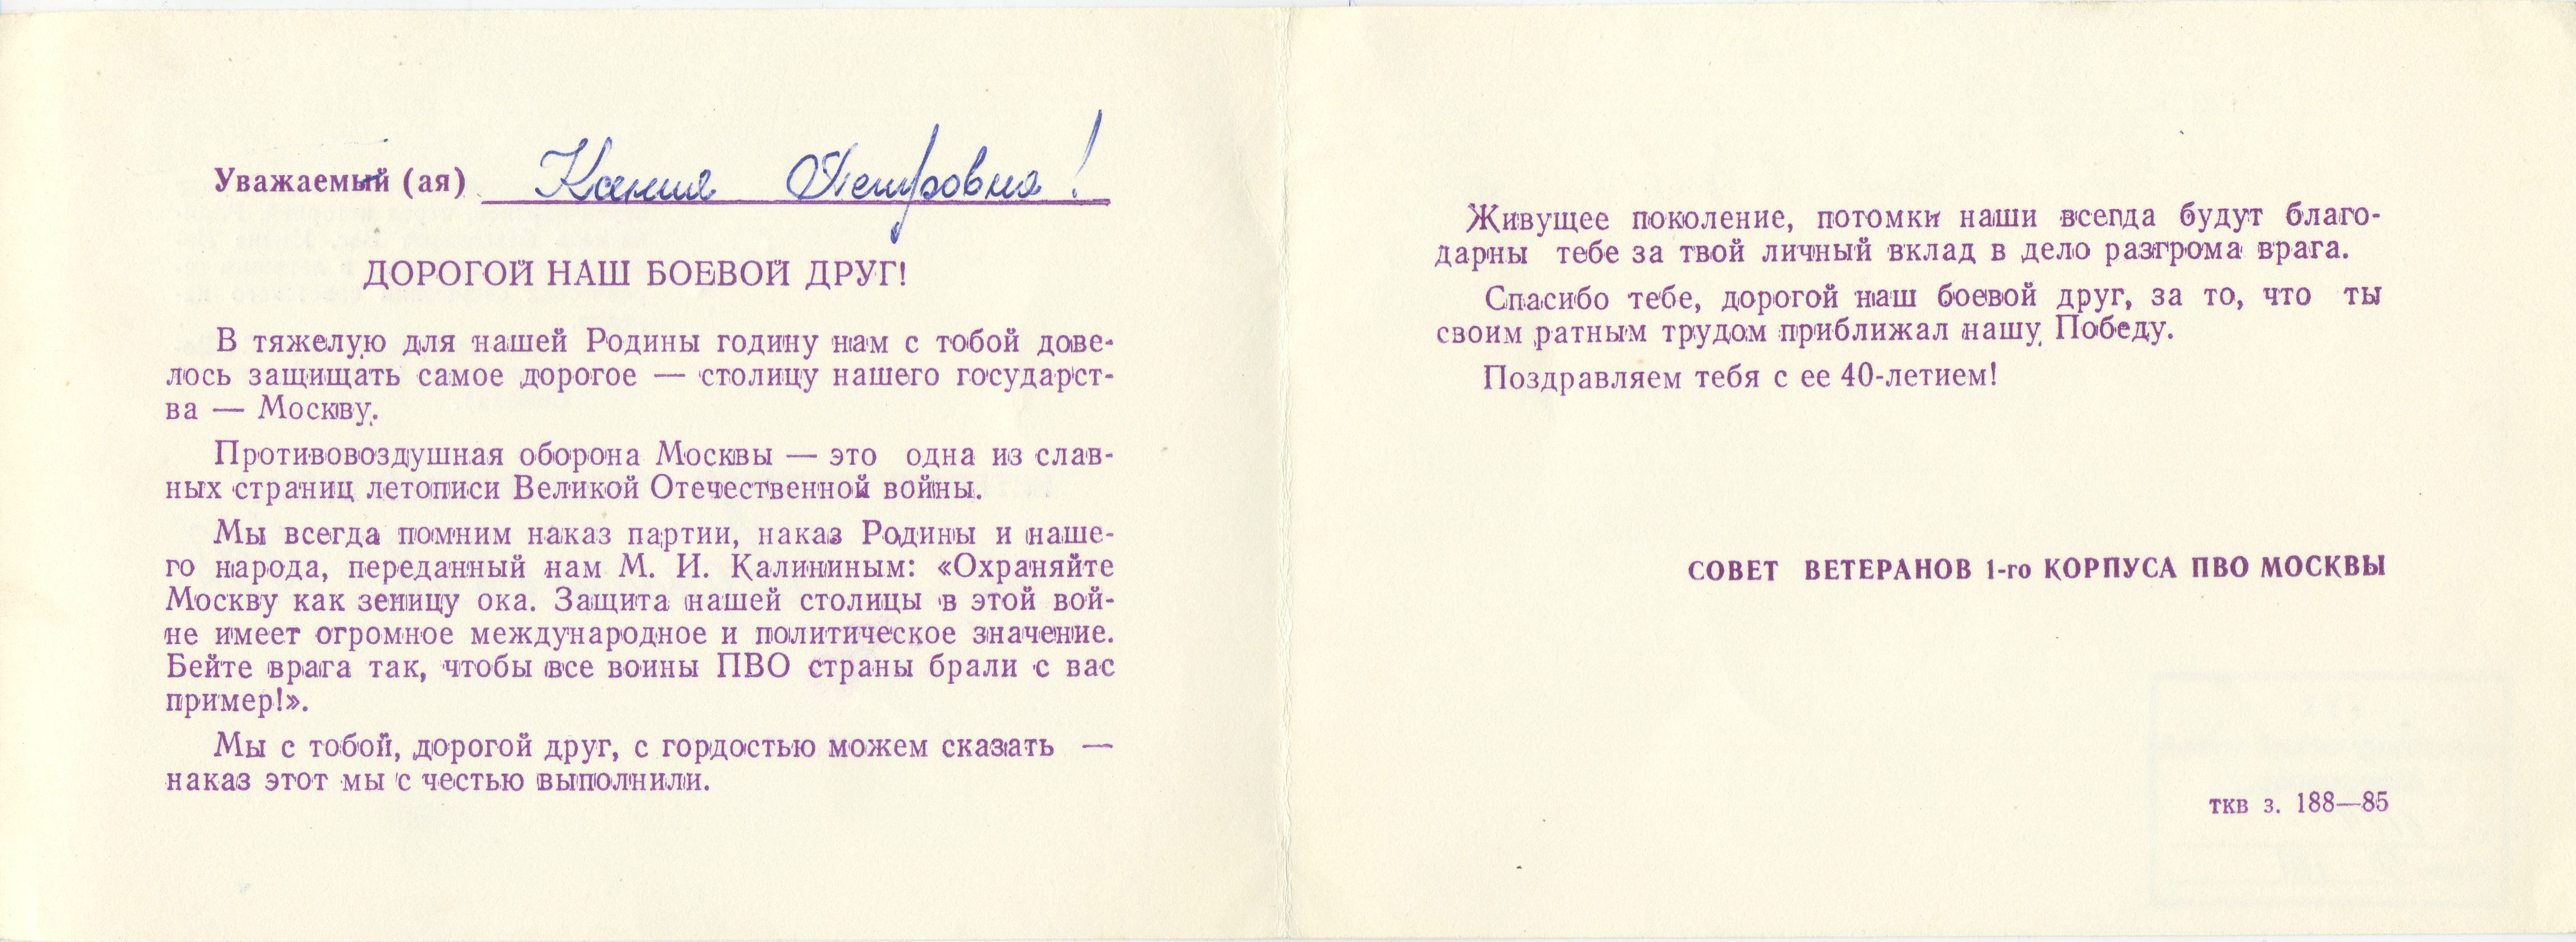 Уважаемый (ая) Ксения Петровна!
ДОРОГОЙ НАШ БОЕВОЙ ДРУГ!
В тяжелую для нашей Родины годину нам с тобой дове-
лось защищать самое дорогое — столицу нашего государст-
ва — Москву.
Противовоздушная оборона Москвы — это одна из слав-
ных страниц летописи Великой Отечественной войны.
Мы всегда помним наказ партии, наказ Родины и наше-
го народа, переданный нам М. И. Калининым: «Охраняйте
Москву как зеницу ока. Защита нашей столицы в этой вой-
не имеет огромное международное и политическое значение.
Бейте врага так, чтобы все воины ПВО страны брали с вас
пример!».
Мы с тобой, дорогой друг, с гордостью можем сказать —
наказ этот мы с честью выполнили.
Живущее поколение, потомки наши всегда будут благо-
дарны тебе за твой личный вклад в дело разгрома врага.
Спасибо тебе, дорогой наш боевой друг, за то, что ты
своим ратным трудом приближал нашу Победу.
Поздравляем тебя с ее 40-летием!
СОВЕТ ВЕТЕРАНОВ 1-го КОРПУСА ПВО МОСКВЫ
ткв з. 188—85